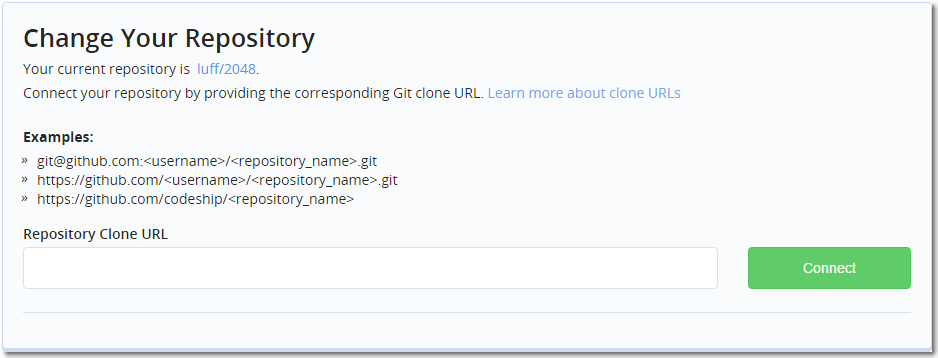 Change Your Repository
Your current repository is luff/2048.
Connect your repository by providing the corresponding Git clone URL. Learn more about clone URLs
Examples:
» git@github.com:<username>/<repository_name>.git
» https://github.com/<username>/<repository_name>.git
» https://github.com/codeship/<repository_name>
Repository Clone URL
Connect